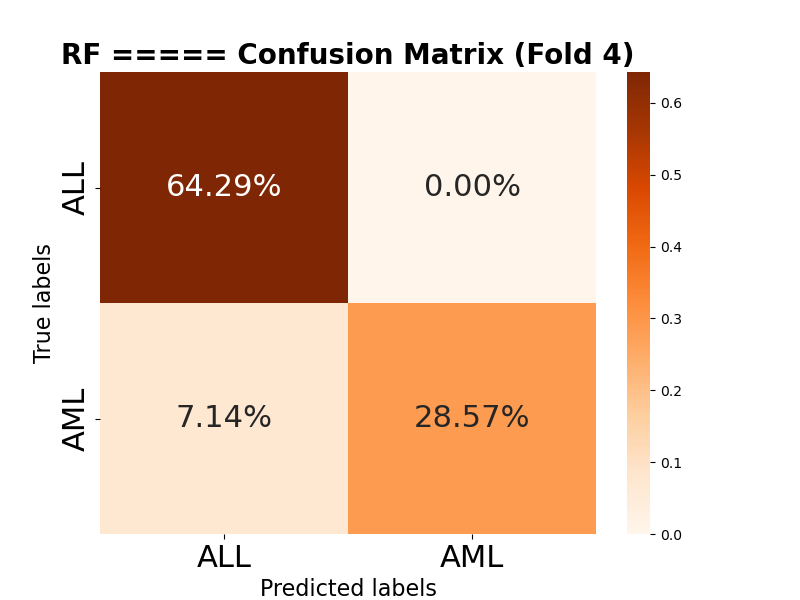 RF ===== Confusion Matrix (Fold 4)
ALL
64.29%
0.00%
AML
7.14%
28.57%
True labels
ALL
AML
Predicted labels
0.6
0.5
0.4
0.3
0.2
0.1
0.0